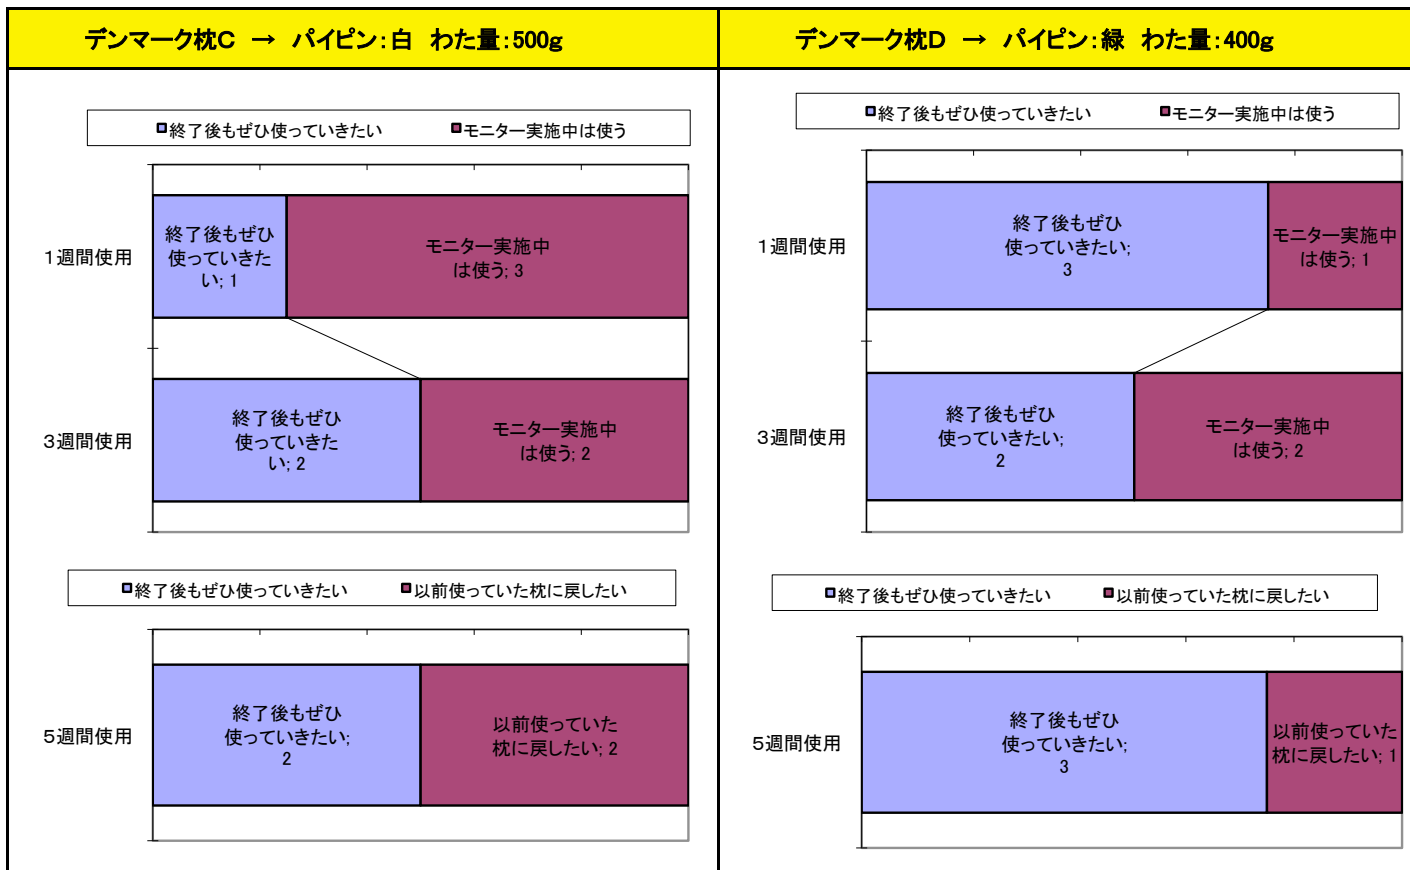 デンマーク枕C → パイピン：白 わた量：500g
終了後もぜひ使っていきたい モニター実施中は使う
1週間使用
終了後もぜひ
使っていきた
い; 1
モニター実施中
は使う; 3
3週間使用
終了後もぜひ
使っていきた
い; 2
モニター実施中
は使う; 2
終了後もぜひ使っていきたい 以前使っていた枕に戻したい
5週間使用
終了後もぜひ
使っていきたい;
2
以前使っていた
枕に戻したい; 2
デンマーク枕D → パイピン：緑 わた量：400g
終了後もぜひ使っていきたい モニター実施中は使う
1週間使用
終了後もぜひ
使っていきたい;
3
モニター実施中
は使う; 1
3週間使用
終了後もぜひ
使っていきたい;
2
モニター実施中
は使う; 2
終了後もぜひ使っていきたい 以前使っていた枕に戻したい
5週間使用
終了後もぜひ
使っていきたい;
3
以前使っていた
枕に戻したい; 1